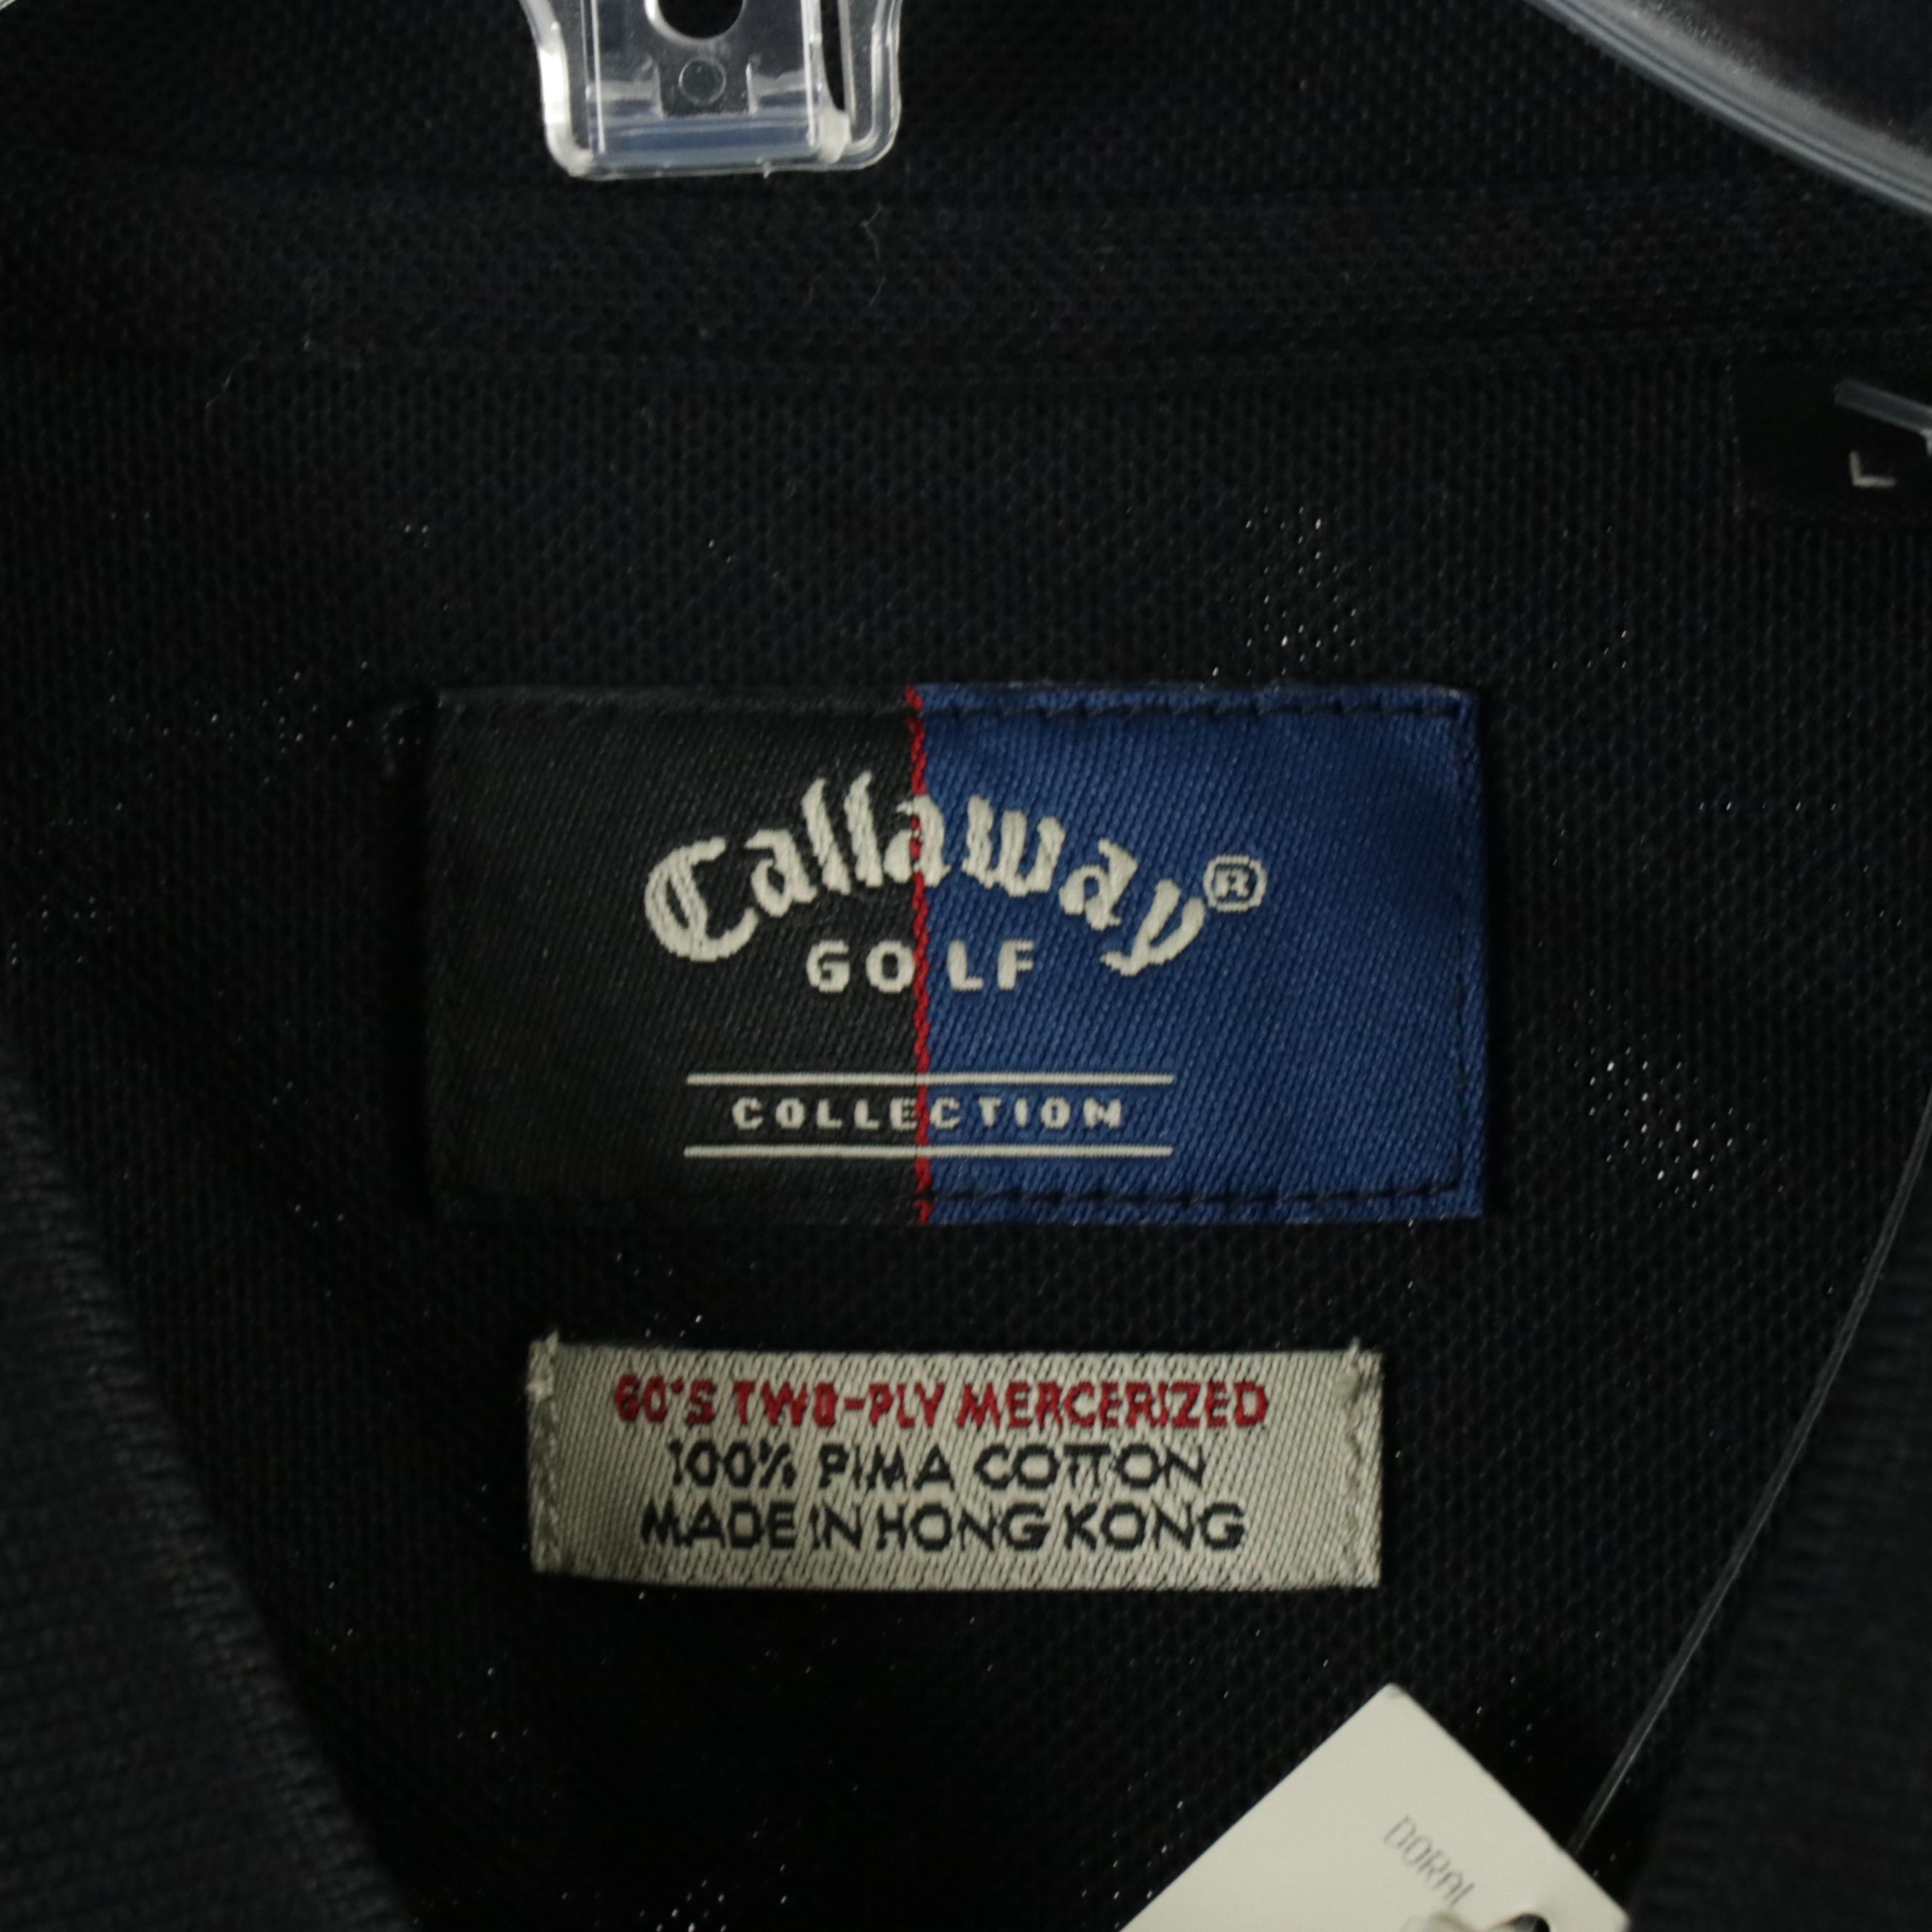 L
Callaway®
GOLF
COLLECTION
60'S TWO-PLY MERCERIZED
100% PIMA COTTON
MADE IN HONG KONG
DORAL